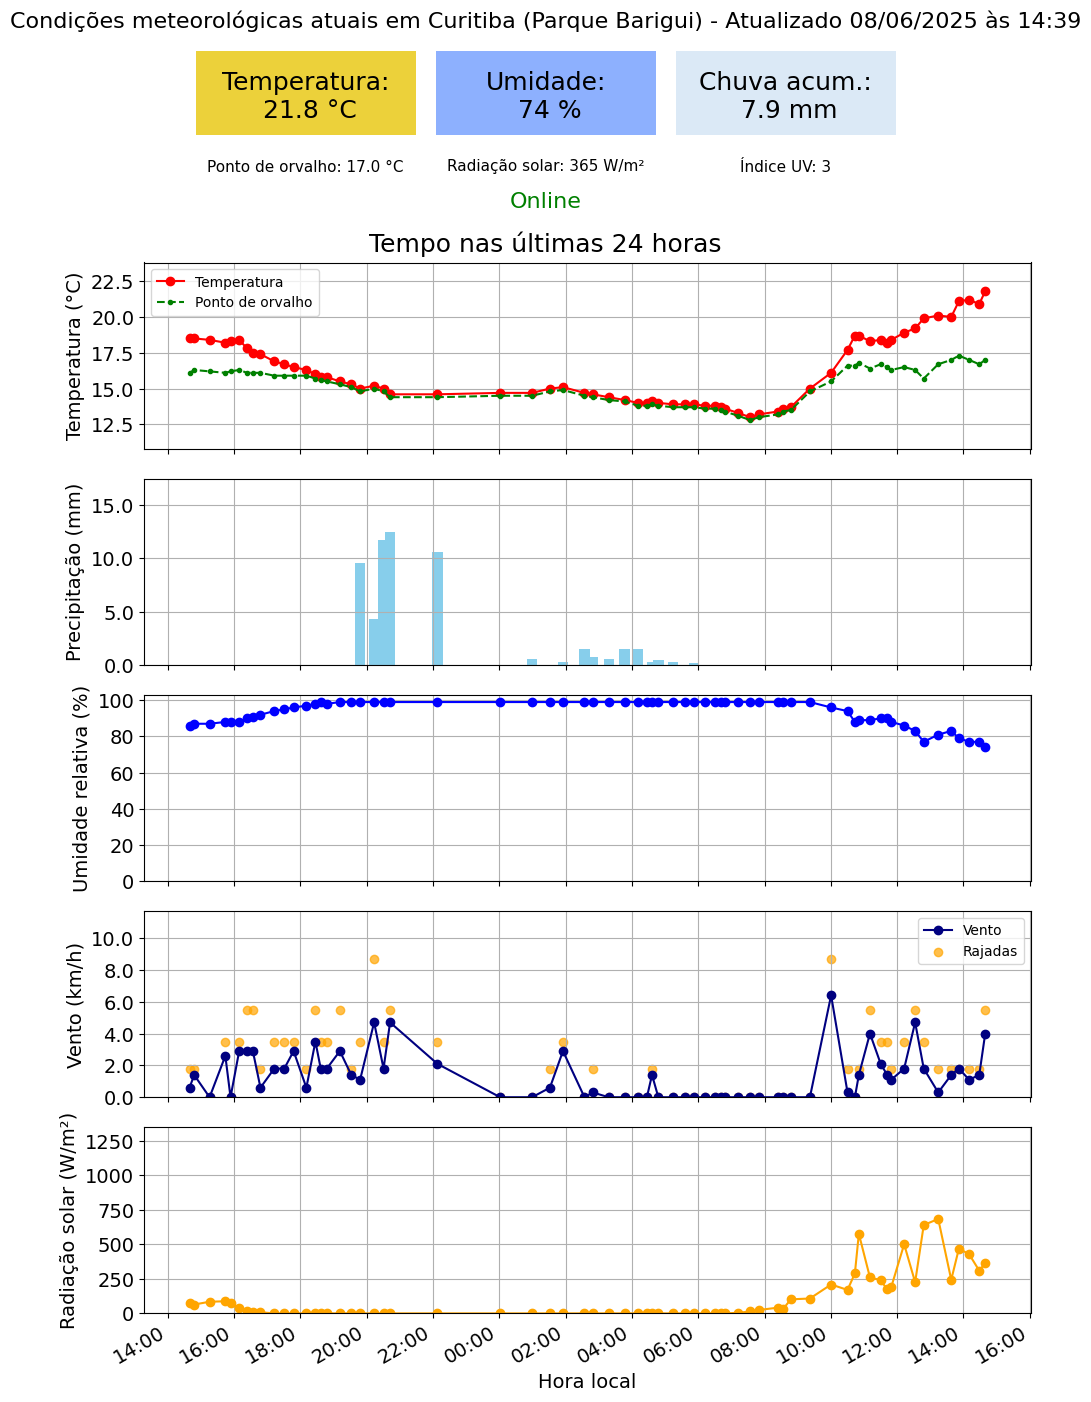 Condições meteorológicas atuais em Curitiba (Parque Barigui) - Atualizado 08/06/2025 às 14:39
Temperatura:
21.8 °C
Umidade:
74 %
Chuva acum.:
7.9 mm
Ponto de orvalho: 17.0 °C
Radiação solar: 365 W/m²
Índice UV: 3
Online
Tempo nas últimas 24 horas
Temperatura (°C)
22.5
20.0
17.5
15.0
12.5
Temperatura
Ponto de orvalho
Precipitação (mm)
15.0
10.0
5.0
0.0
Umidade relativa (%)
100
80
60
40
20
0
Vento (km/h)
10.0
8.0
6.0
4.0
2.0
0.0
Vento
Rajadas
Radiação solar (W/m²)
1250
1000
750
500
250
0
14:00
16:00
18:00
20:00
22:00
00:00
02:00
04:00
06:00
08:00
10:00
12:00
14:00
16:00
Hora local